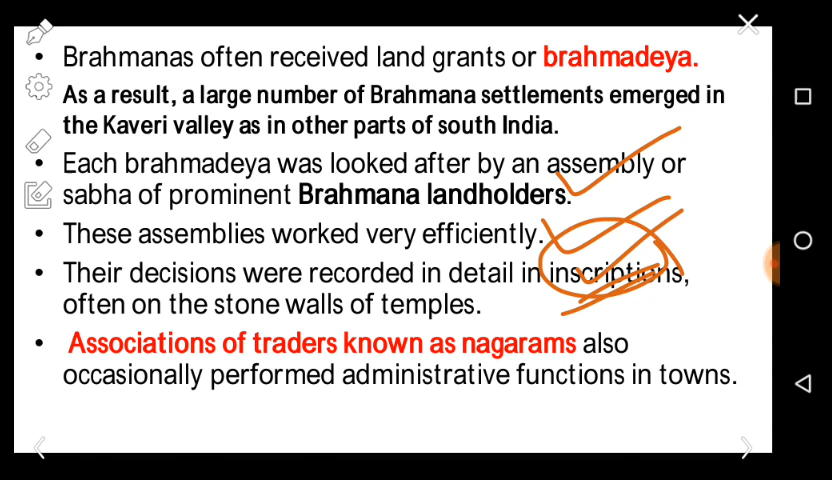 • Brahmanas often received land grants or brahmadeya.
As a result, a large number of Brahmana settlements emerged in
the Kaveri valley as in other parts of south India.
• Each brahmadeya was looked after by an assembly or
sabha of prominent Brahmana landholders.
• These assemblies worked very efficiently.
• Their decisions were recorded in detail in inscriptions,
often on the stone walls of temples.
• Associations of traders known as nagarams also
occasionally performed administrative functions in towns.